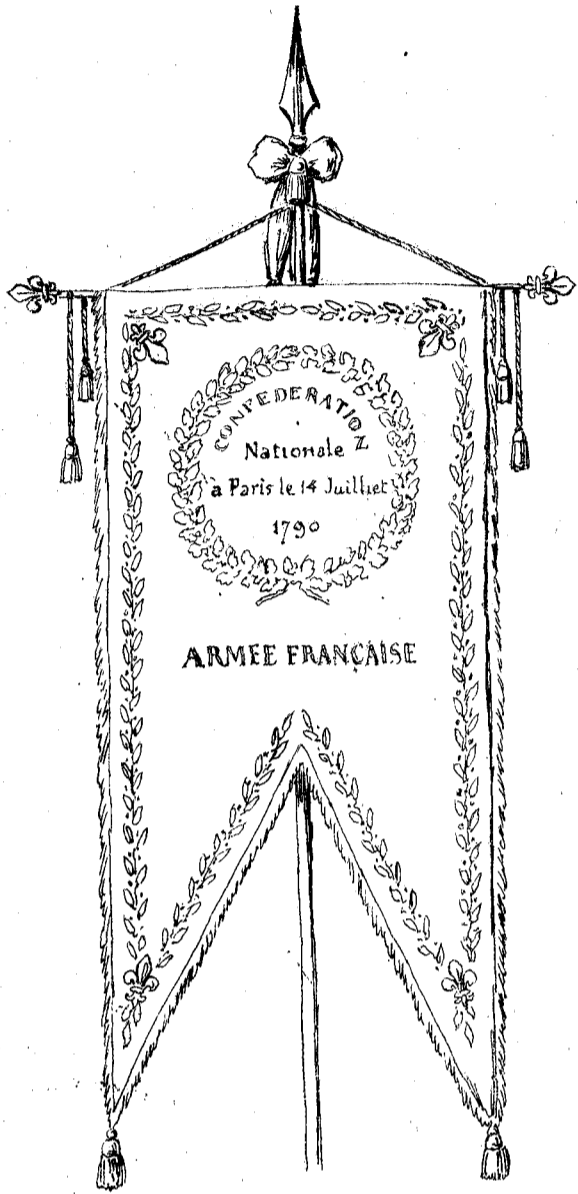 CONFEDERATION
Nationale
à Paris le 14 Juillet
1790
ARMEE FRANÇAISE